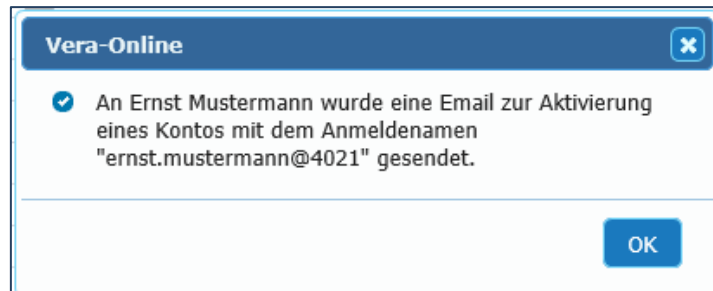 Vera-Online
An Ernst Mustermann wurde eine Email zur Aktivierung
eines Kontos mit dem Anmeldenamen
"ernst.mustermann@4021" gesendet.
OK